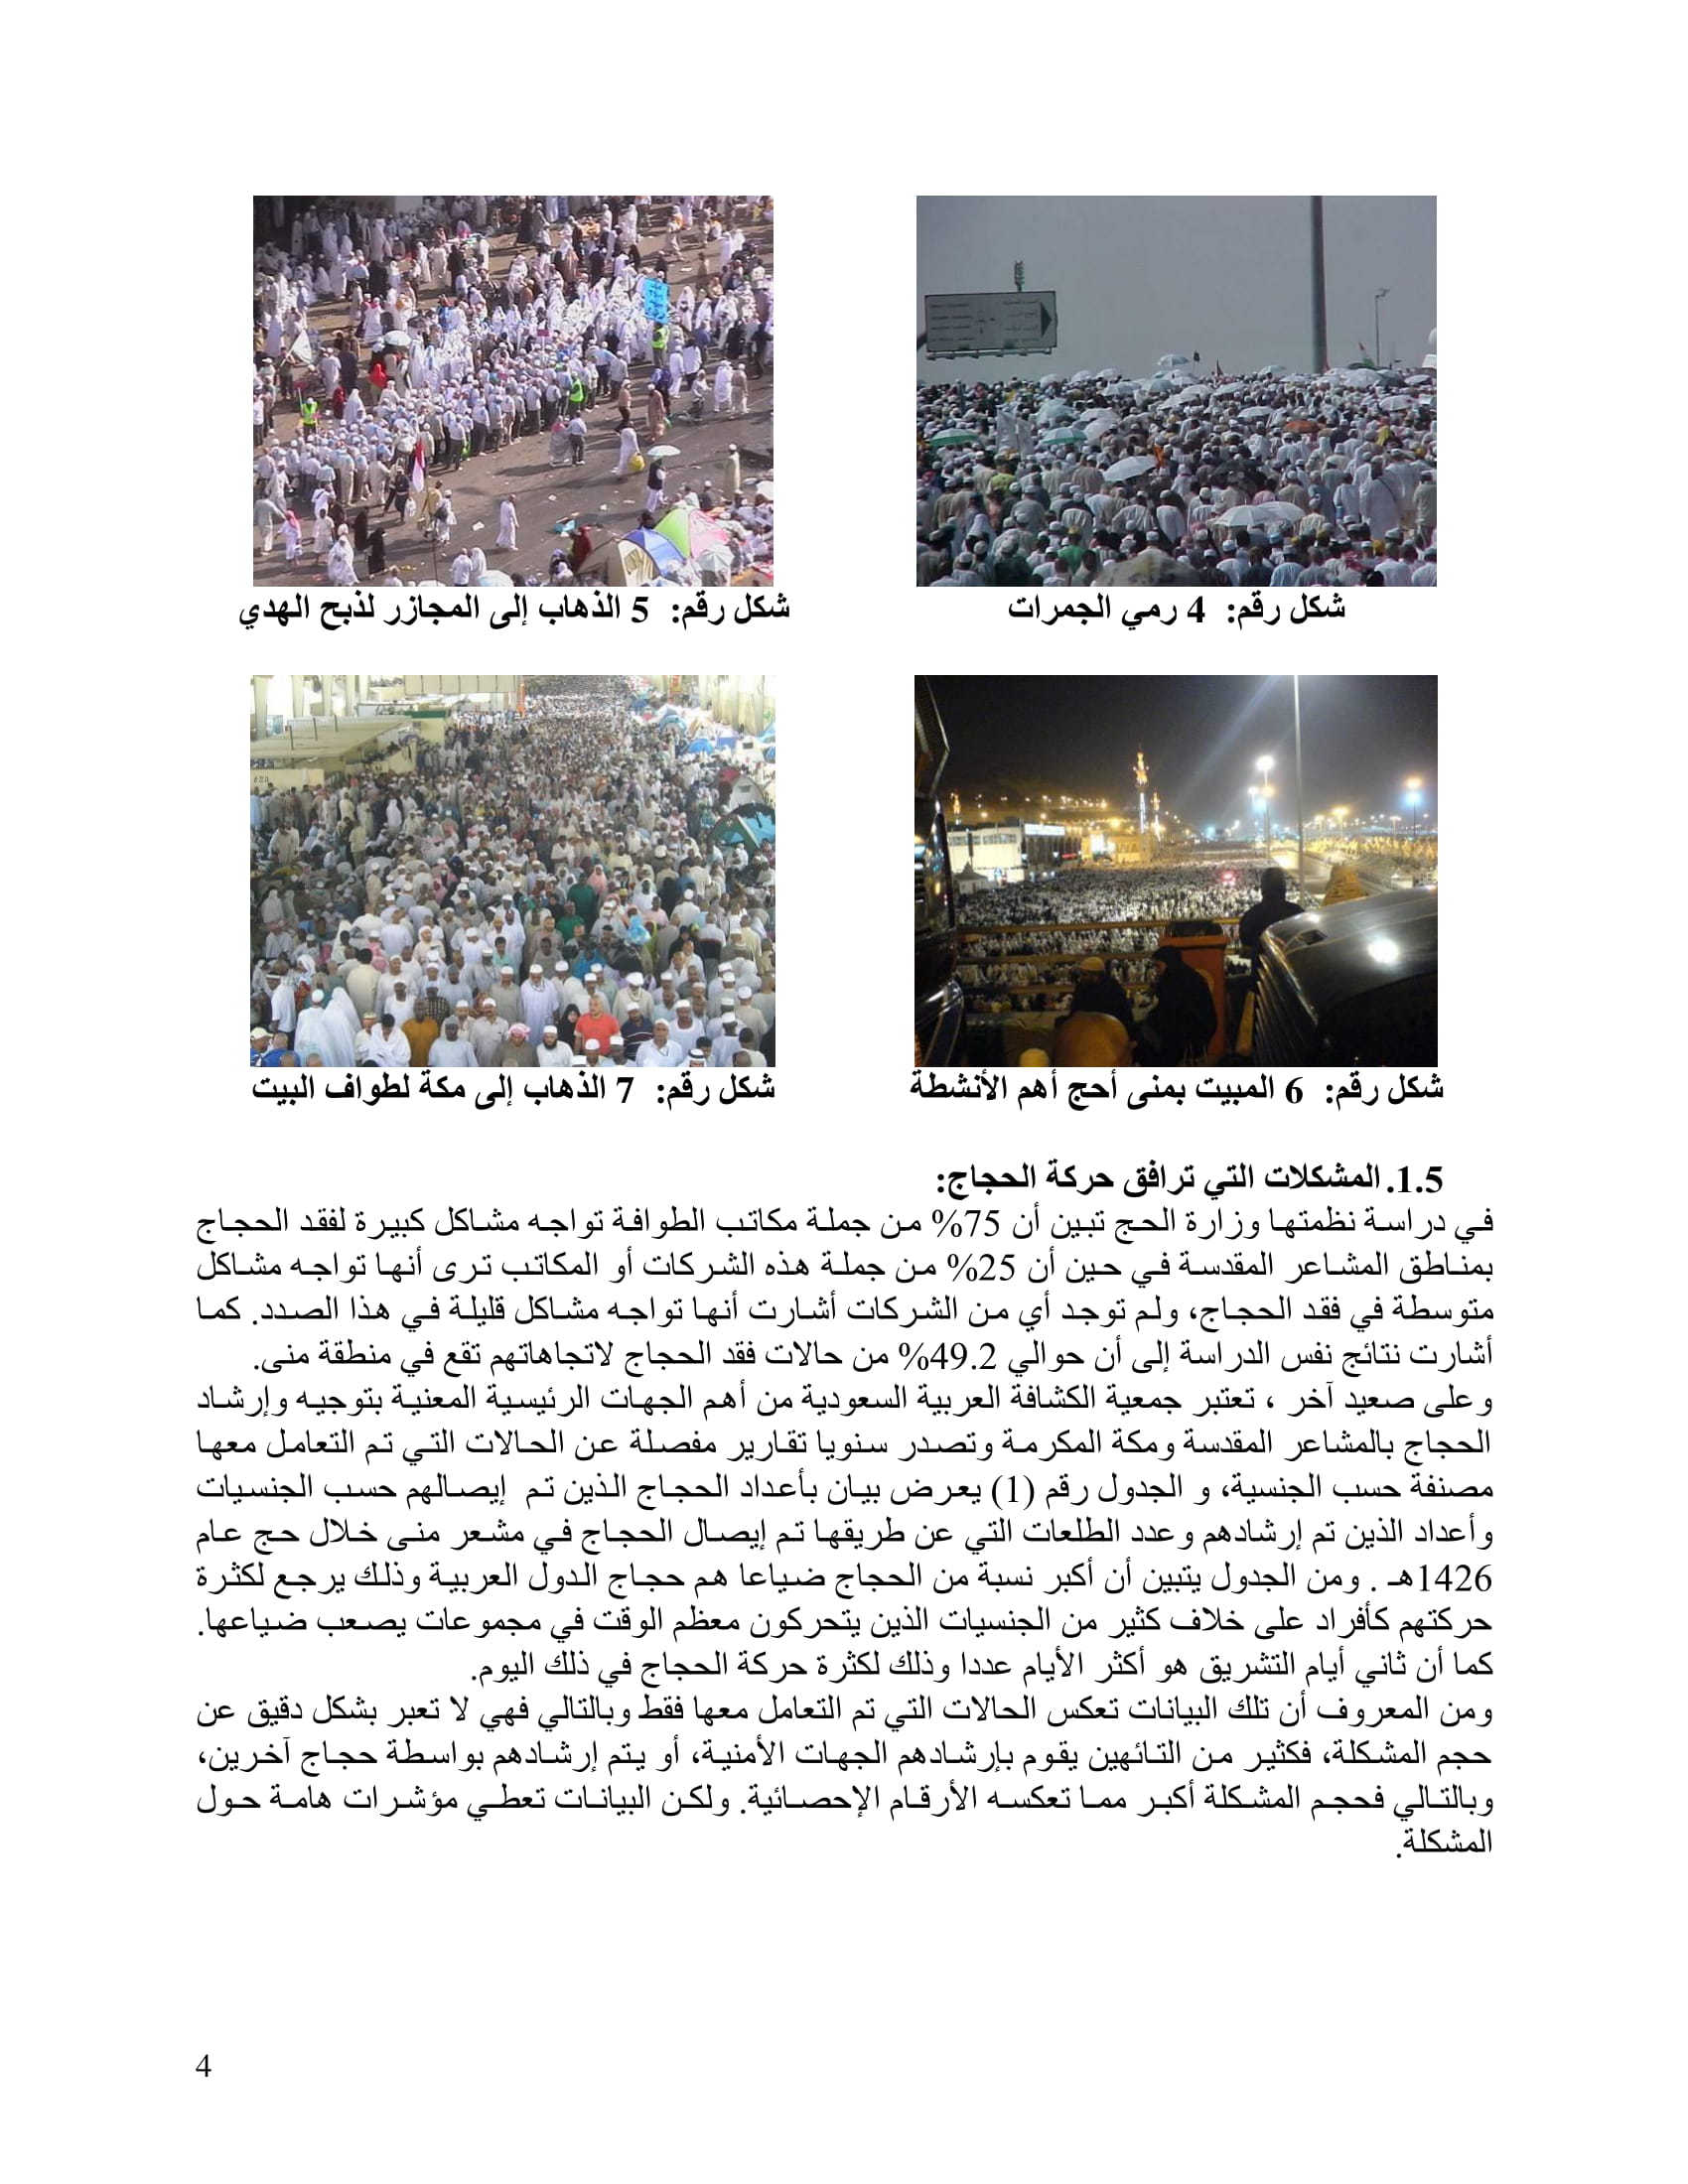 شكل رقم: 4 رمي الجمرات
شكل رقم: 5 الذهاب إلى المجازر لذبح الهدي
شكل رقم: 6 المبيت بمنى أحج أهم الأنشطة
شكل رقم: 7 الذهاب إلى مكة لطواف البيت
1.5. المشكلات التي ترافق حركة الحجاج:
في دراسة نظمتها وزارة الحج تبين أن 75% من جملة مكاتب الطوافة تواجه مشاكل كبيرة لفقد الحجاج
بمناطق المشاعر المقدسة في حين أن 25% من جملة هذه الشركات أو المكاتب ترى أنها تواجه مشاكل
متوسطة في فقد الحجاج، ولم توجد أي من الشركات أشارت أنها تواجه مشاكل قليلة في هذا الصدد. كما
أشارت نتائج نفس الدراسة إلى أن حوالي 49.2% من حالات فقد الحجاج لاتجاهاتهم تقع في منطقة منى.
وعلى صعيد آخر ، تعتبر جمعية الكشافة العربية السعودية من أهم الجهات الرئيسية المعنية بتوجيه وإرشاد
الحجاج بالمشاعر المقدسة ومكة المكرمة وتصدر سنويا تقارير مفصلة عن الحالات التي تم التعامل معها
مصنفة حسب الجنسية، و الجدول رقم (1) يعرض بيان بأعداد الحجاج الذين تم إيصالهم حسب الجنسيات
وأعداد الذين تم إرشادهم وعدد الطلعات التي عن طريقها تم إيصال الحجاج في مشعر منى خلال حج عام
1426هـ . ومن الجدول يتبين أن أكبر نسبة من الحجاج ضياعا هم حجاج الدول العربية وذلك يرجع لكثرة
حركتهم كأفراد على خلاف كثير من الجنسيات الذين يتحركون معظم الوقت في مجموعات يصعب ضياعها.
كما أن ثاني أيام التشريق هو أكثر الأيام عددا وذلك لكثرة حركة الحجاج في ذلك اليوم.
ومن المعروف أن تلك البيانات تعكس الحالات التي تم التعامل معها فقط وبالتالي فهي لا تعبر بشكل دقيق عن
حجم المشكلة، فكثير من التائهين يقوم بإرشادهم الجهات الأمنية، أو يتم إرشادهم بواسطة حجاج آخرين،
وبالتالي فحجم المشكلة أكبر مما تعكسه الأرقام الإحصائية. ولكن البيانات تعطي مؤشرات هامة حول
المشكلة.
4